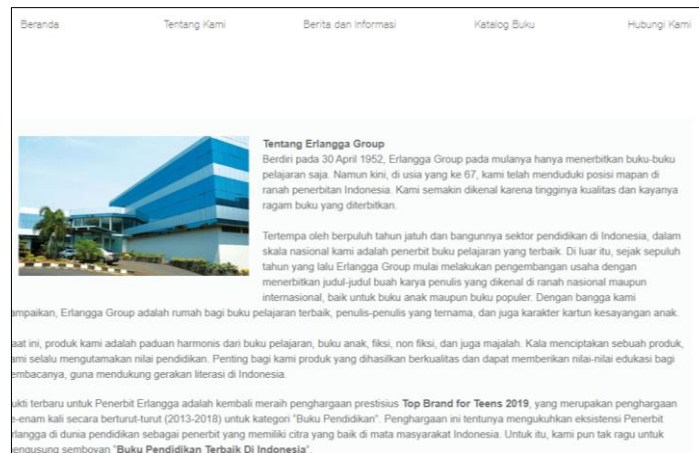 Beranda Tentang Kami Berita dan Informasi Katalog Buku Hubungi Kami
Tentang Erlangga Group
Berdiri pada 30 April 1952, Erlangga Group pada mulanya hanya menerbitkan buku-buku
pelajaran saja. Namun kini, di usia yang ke 67, kami telah menduduki posisi mapan di
ranah penerbitan Indonesia. Kami semakin dikenal karena tingginya kualitas dan kayanya
ragam buku yang diterbitkan.
Tertempa oleh berpuluh tahun jatuh dan bangunnya sektor pendidikan di Indonesia, dalam
skala nasional kami adalah penerbit buku pelajaran yang terbaik. Di luar itu, sejak sepuluh
tahun yang lalu Erlangga Group mulai melakukan pengembangan usaha dengan
menerbitkan judul-judul buah karya penulis yang dikenal di ranah nasional maupun
internasional, baik untuk buku anak maupun buku populer. Dengan bangga kami
ampaikan, Erlangga Group adalah rumah bagi buku pelajaran terbaik, penulis-penulis yang ternama, dan juga karakter kartun kesayangan anak.
aat ini, produk kami adalah paduan harmonis dari buku pelajaran, buku anak, fiksi, non fiksi, dan juga majalah. Kala menciptakan sebuah produk,
ami selalu mengutamakan nilai pendidikan. Penting bagi kami produk yang dihasilkan berkualitas dan dapat memberikan nilai-nilai edukasi bagi
embacanya, guna mendukung gerakan literasi di Indonesia.
ukti terbaru untuk Penerbit Erlangga adalah kembali meraih penghargaan prestisius Top Brand for Teens 2019, yang merupakan penghargaan
e-enam kali secara berturut-turut (2013-2018) untuk kategori "Buku Pendidikan". Penghargaan ini tentunya mengukuhkan eksistensi Penerbit
rlangga di dunia pendidikan sebagai penerbit yang memiliki citra yang baik di mata masyarakat Indonesia. Untuk itu, kami pun tak ragu untuk
engusung semboyan "Buku Pendidikan Terbaik Di Indonesia".